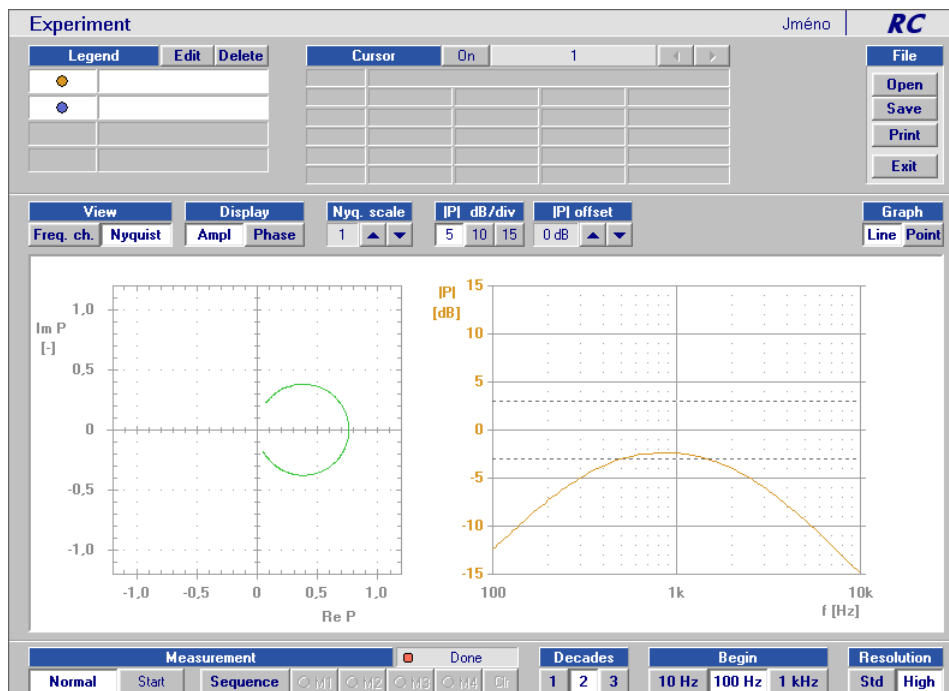 Experiment Jméno RC
Legend Edit Delete Cursor On 1 File
Open
Save
Print
Exit
View Display Nyq. scale |P| dB/div |P| offset Graph
Freq. ch. Nyquist Ampl Phase 1 5 10 15 0 dB Line Point
Im P
[-]
1,0
0,5
0
-0,5
-1,0
-1,0 -0,5 0 0,5 1,0
Re P
|P|
[dB]
15
10
5
0
-5
-10
-15
100 1k 10k
f [Hz]
Measurement Done Decades Begin Resolution
Normal Start Sequence M1 M2 M3 M4 Clr 1 2 3 10 Hz 100 Hz 1 kHz Std High